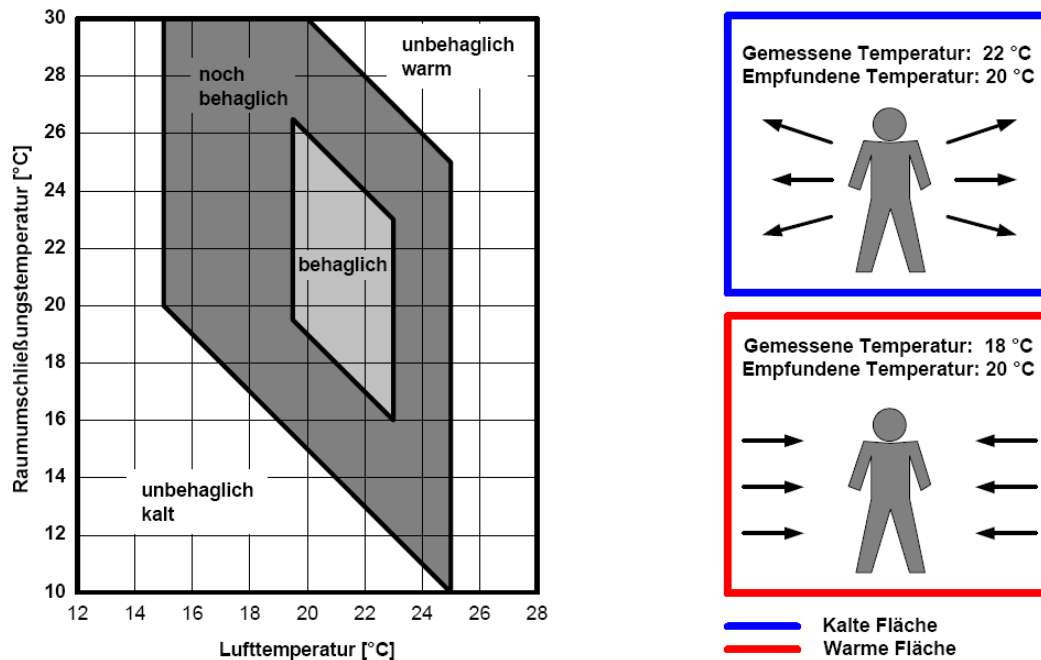 30
28
26
24
22
20
18
16
14
12
10
Raumumschließungstemperatur [°C]
noch
behaglich
unbehaglich
warm
behaglich
unbehaglich
kalt
12 14 16 18 20 22 24 26 28
Lufttemperatur [°C]
Gemessene Temperatur: 22 °C
Empfundene Temperatur: 20 °C
Gemessene Temperatur: 18 °C
Empfundene Temperatur: 20 °C
Kalte Fläche
Warme Fläche